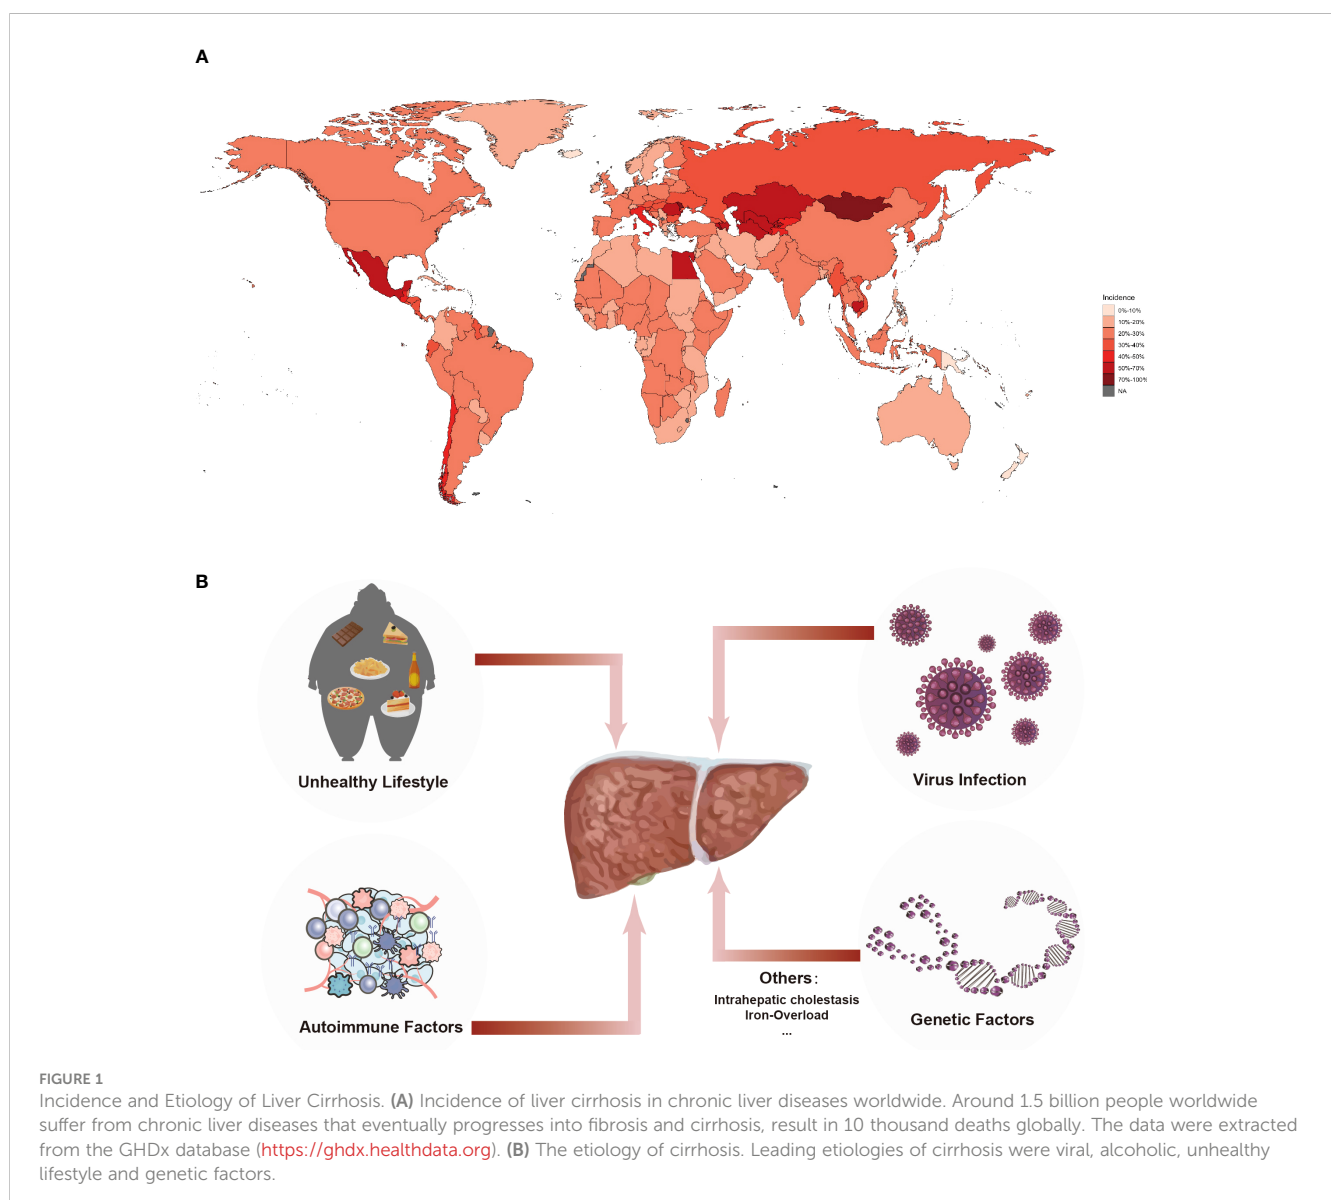 A
Incidence
0%-10%
10%-20%
20%-30%
30%-40%
40%-50%
50%-70%
70%-100%
NA
B
Unhealthy Lifestyle
Virus Infection
Autoimmune Factors
Others:
Intrahepatic cholestasis
Iron-Overload
...
Genetic Factors
FIGURE 1
Incidence and Etiology of Liver Cirrhosis. (A) Incidence of liver cirrhosis in chronic liver diseases worldwide. Around 1.5 billion people worldwide
suffer from chronic liver diseases that eventually progresses into fibrosis and cirrhosis, result in 10 thousand deaths globally. The data were extracted
from the GHDx database (https://ghdx.healthdata.org). (B) The etiology of cirrhosis. Leading etiologies of cirrhosis were viral, alcoholic, unhealthy
lifestyle and genetic factors.